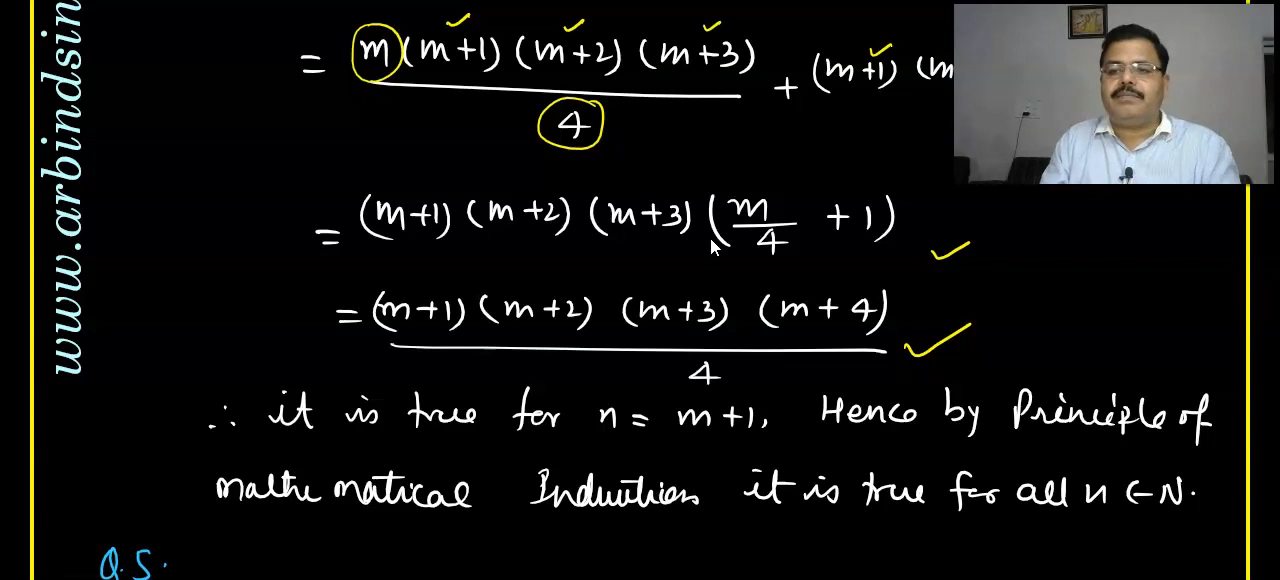 www.arbindsin
= m (m+1) (m+2) (m+3) / 4 + (m+1) (m
= (m+1) (m+2) (m+3) (m/4 + 1)
= (m+1) (m+2) (m+3) (m+4) / 4
∴ it is true for n = m+1, Hence by Principle of
mathematical Induction it is true for all n ∈ N.
Q.5.